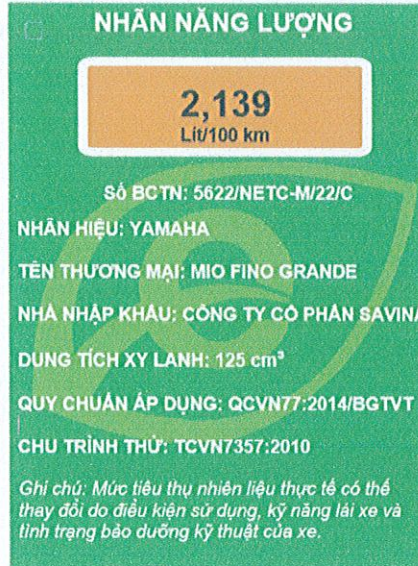 NHÃN NĂNG LƯỢNG
2,139
Lít/100 km
Số BCTN: 5622/NETC-M/22/C
NHÃN HIỆU: YAMAHA
TÊN THƯƠNG MẠI: MIO FINO GRANDE
NHÀ NHẬP KHẨU: CÔNG TY CỔ PHẦN SAVINA
DUNG TÍCH XY LANH: 125 cm³
QUY CHUẨN ÁP DỤNG: QCVN77:2014/BGTVT
CHU TRÌNH THỬ: TCVN7357:2010
Ghi chú: Mức tiêu thụ nhiên liệu thực tế có thể
thay đổi do điều kiện sử dụng, kỹ năng lái xe và
tình trạng bảo dưỡng kỹ thuật của xe.